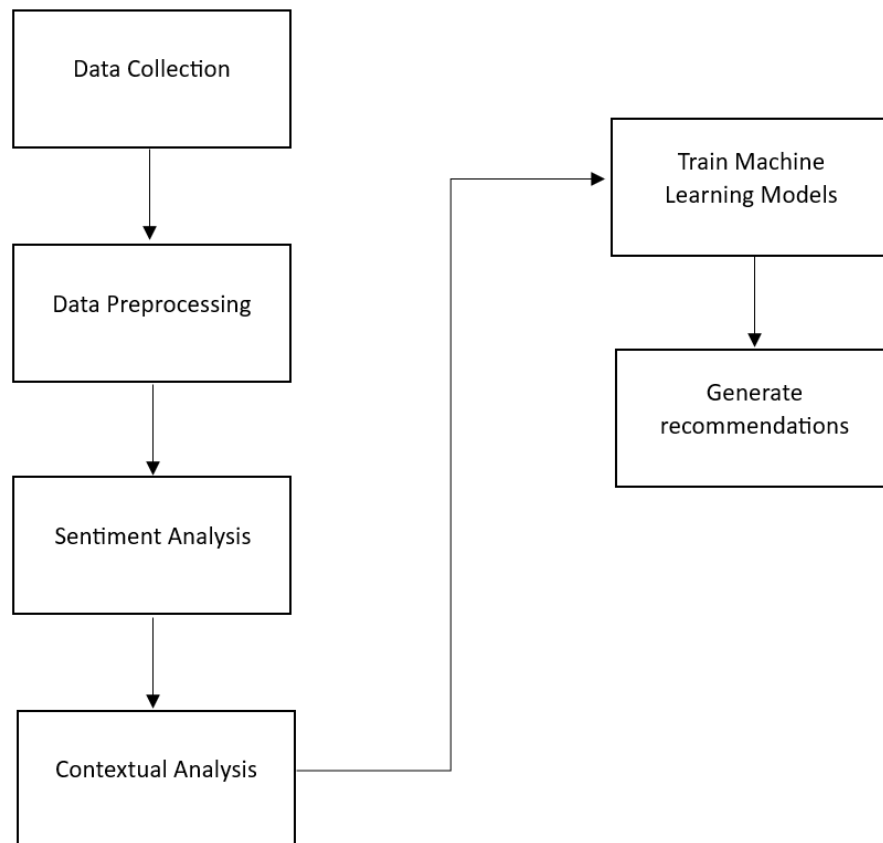 Data Collection
Data Preprocessing
Sentiment Analysis
Contextual Analysis
Train Machine
Learning Models
Generate
recommendations